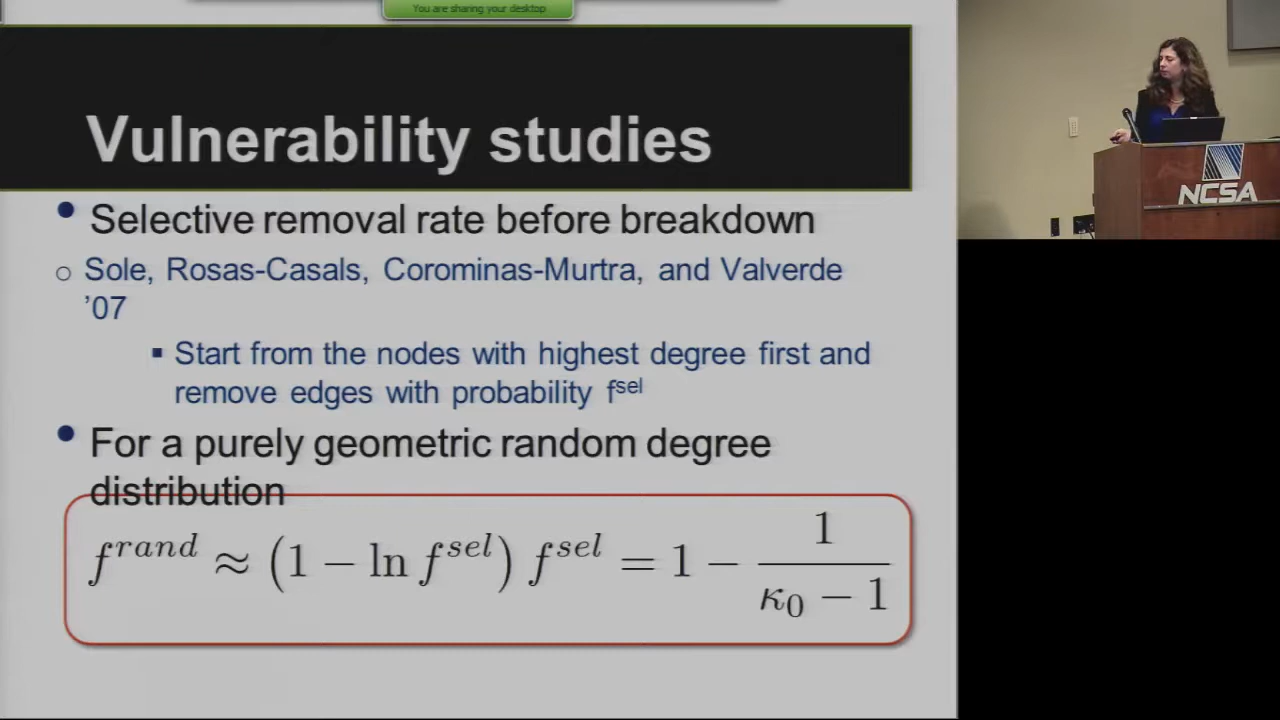 You are sharing your desktop
Vulnerability studies
• Selective removal rate before breakdown
○ Sole, Rosas-Casals, Corominas-Murtra, and Valverde
’07
▪ Start from the nodes with highest degree first and
remove edges with probability f^sel
• For a purely geometric random degree
distribution
f^{rand} ≈ (1 − ln f^{sel}) f^{sel} = 1 − 1/(κ₀ − 1)
NCSA